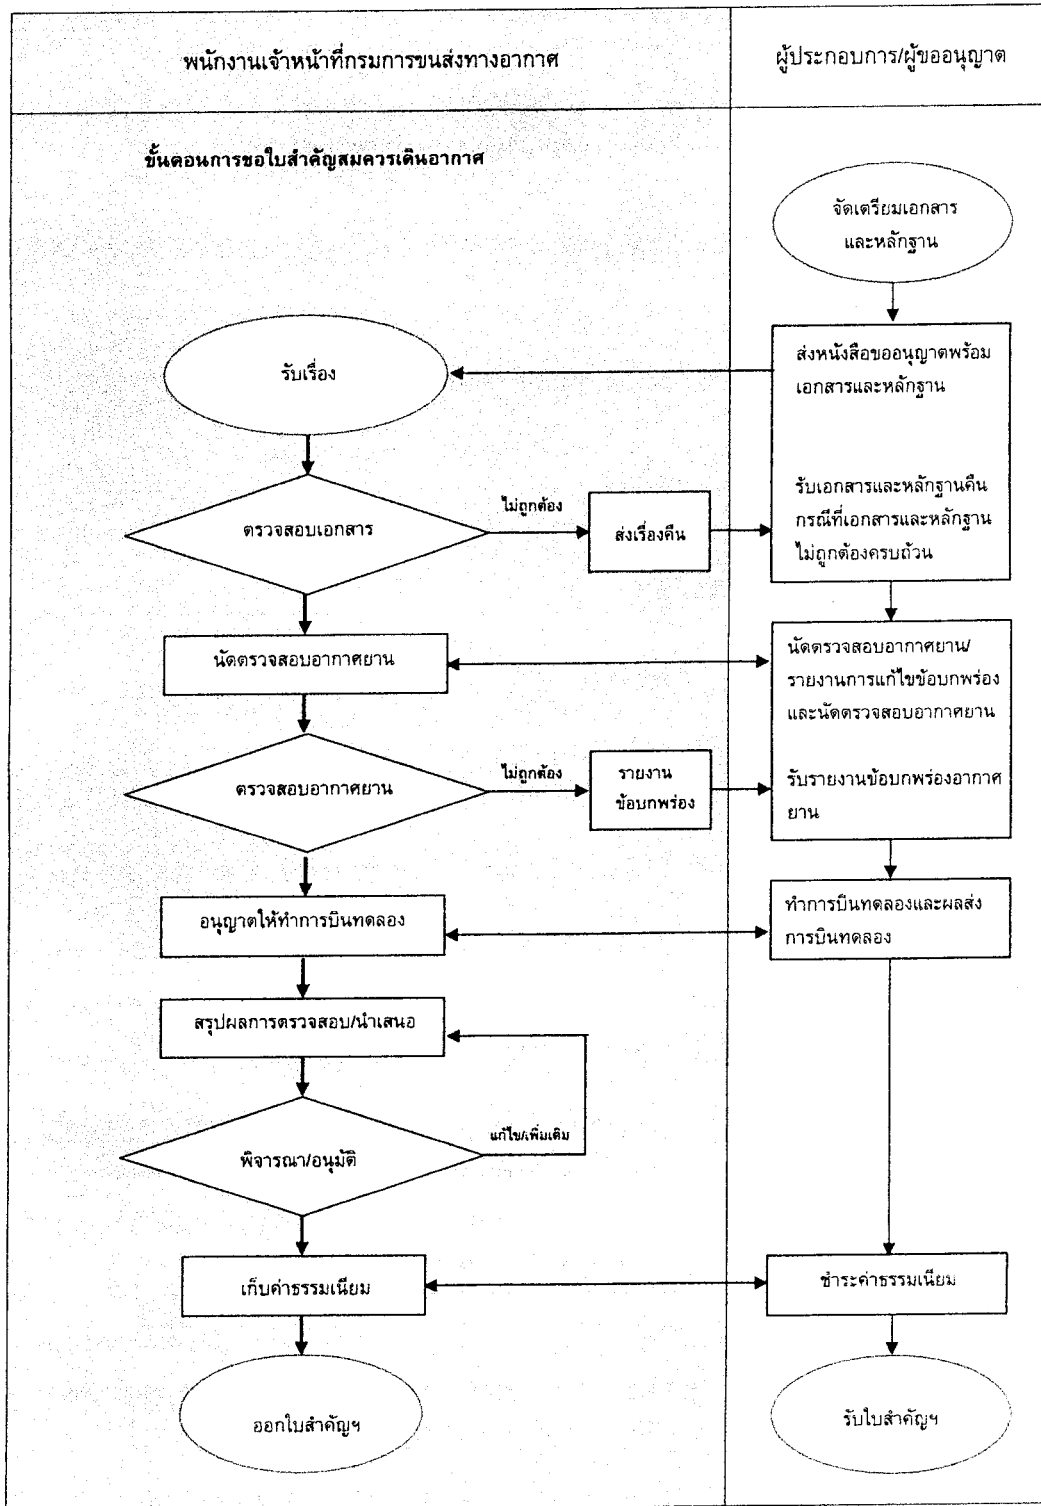 พนักงานเจ้าหน้าที่กรมการขนส่งทางอากาศ
ผู้ประกอบการ/ผู้ขออนุญาต
ขั้นตอนการขอใบสำคัญสมควรเดินอากาศ
จัดเตรียมเอกสาร
และหลักฐาน
รับเรื่อง
ส่งหนังสือขออนุญาตพร้อม
เอกสารและหลักฐาน
ตรวจสอบเอกสาร
ไม่ถูกต้อง
ส่งเรื่องคืน
รับเอกสารและหลักฐานคืน
กรณีที่เอกสารและหลักฐาน
ไม่ถูกต้องครบถ้วน
นัดตรวจสอบอากาศยาน
นัดตรวจสอบอากาศยาน/
รายงานการแก้ไขข้อบกพร่อง
และนัดตรวจสอบอากาศยาน
ตรวจสอบอากาศยาน
ไม่ถูกต้อง
รายงาน
ข้อบกพร่อง
รับรายงานข้อบกพร่องอากาศ
ยาน
อนุญาตให้ทำการบินทดลอง
ทำการบินทดลองและผลส่ง
การบินทดลอง
สรุปผลการตรวจสอบ/นำเสนอ
พิจารณา/อนุมัติ
แก้ไข/เพิ่มเติม
เก็บค่าธรรมเนียม
ชำระค่าธรรมเนียม
ออกใบสำคัญฯ
รับใบสำคัญฯ